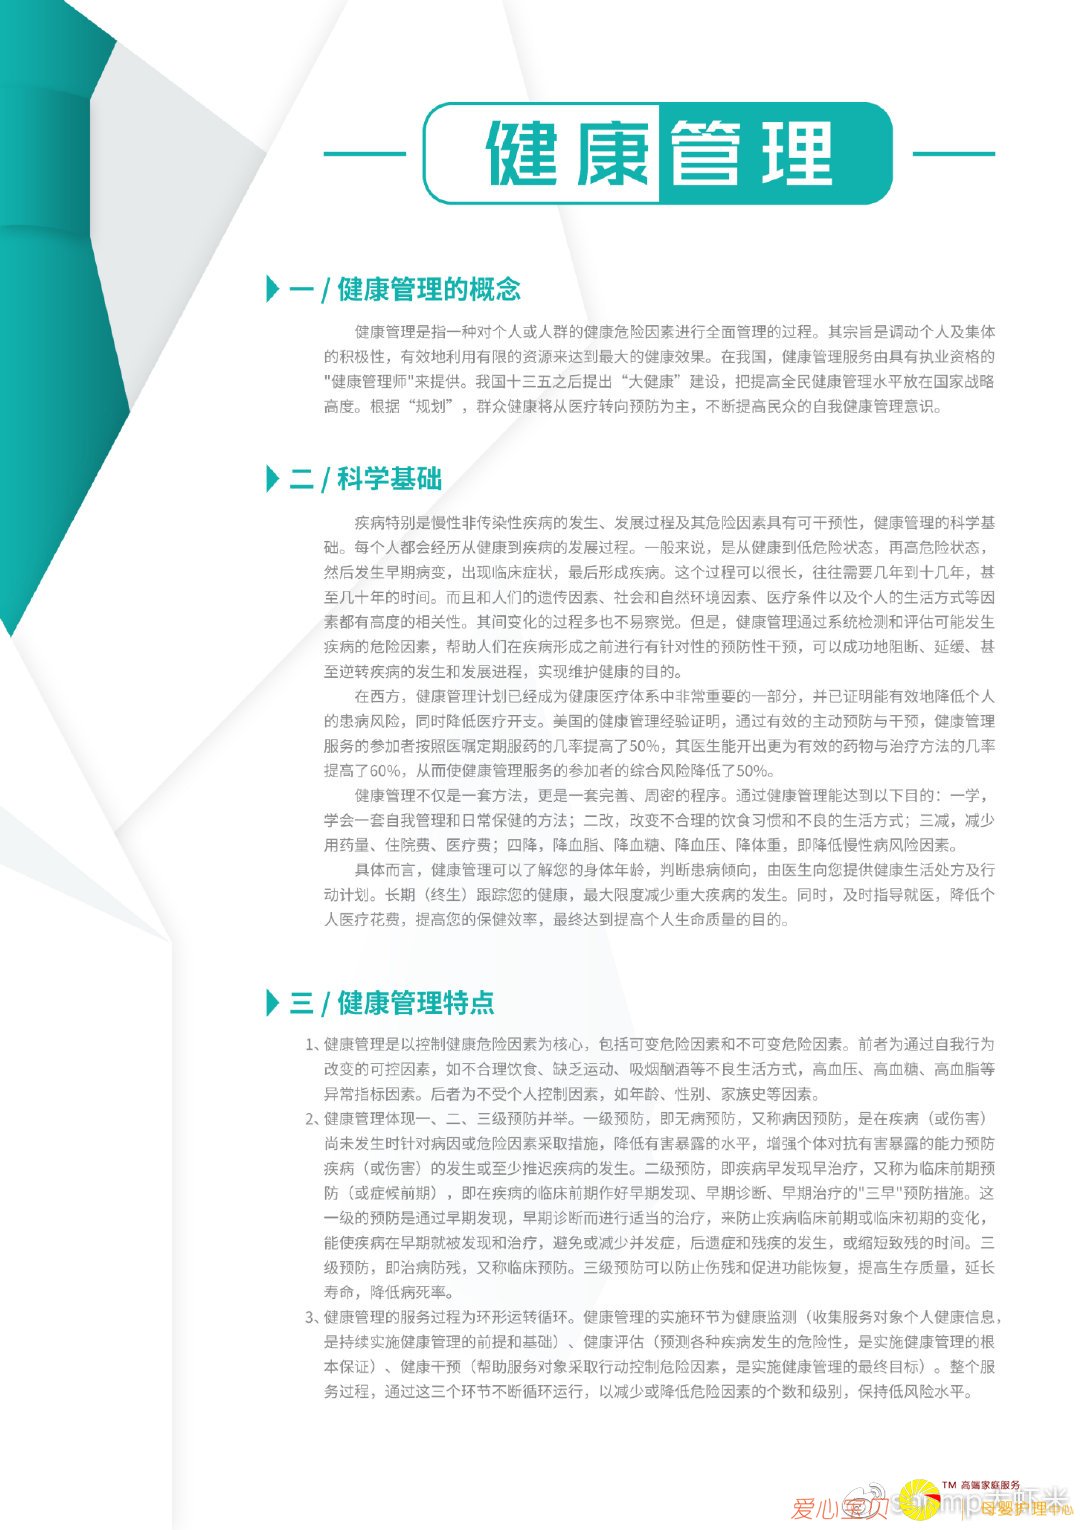 健康管理
一 / 健康管理的概念
健康管理是指一种对个人或人群的健康危险因素进行全面管理的过程。其宗旨是调动个人及集体
的积极性，有效地利用有限的资源来达到最大的健康效果。在我国，健康管理服务由具有执业资格的
"健康管理师"来提供。我国十三五之后提出“大健康”建设，把提高全民健康管理水平放在国家战略
高度。根据“规划”，群众健康将从医疗转向预防为主，不断提高民众的自我健康管理意识。
二 / 科学基础
疾病特别是慢性非传染性疾病的发生、发展过程及其危险因素具有可干预性，健康管理的科学基
础。每个人都会经历从健康到疾病的发展过程。一般来说，是从健康到低危险状态，再高危险状态，
然后发生早期病变，出现临床症状，最后形成疾病。这个过程可以很长，往往需要几年到十几年，甚
至几十年的时间。而且和人们的遗传因素、社会和自然环境因素、医疗条件以及个人的生活方式等因
素都有高度的相关性。其间变化的过程多也不易察觉。但是，健康管理通过系统检测和评估可能发生
疾病的危险因素，帮助人们在疾病形成之前进行有针对性的预防性干预，可以成功地阻断、延缓、甚
至逆转疾病的发生和发展进程，实现维护健康的目的。
在西方，健康管理计划已经成为健康医疗体系中非常重要的一部分，并已证明能有效地降低个人
的患病风险，同时降低医疗开支。美国的健康管理经验证明，通过有效的主动预防与干预，健康管理
服务的参加者按照医嘱定期服药的几率提高了50%，其医生能开出更为有效的药物与治疗方法的几率
提高了60%，从而使健康管理服务的参加者的综合风险降低了50%。
健康管理不仅是一套方法，更是一套完善、周密的程序。通过健康管理能达到以下目的：一学，
学会一套自我管理和日常保健的方法；二改，改变不合理的饮食习惯和不良的生活方式；三减，减少
用药量、住院费、医疗费；四降，降血脂、降血糖、降血压、降体重，即降低慢性病风险因素。
具体而言，健康管理可以了解您的身体年龄，判断患病倾向，由医生向您提供健康生活处方及行
动计划。长期（终生）跟踪您的健康，最大限度减少重大疾病的发生。同时，及时指导就医，降低个
人医疗花费，提高您的保健效率，最终达到提高个人生命质量的目的。
三 / 健康管理特点
1、健康管理是以控制健康危险因素为核心，包括可变危险因素和不可变危险因素。前者为通过自我行为
改变的可控因素，如不合理饮食、缺乏运动、吸烟酗酒等不良生活方式，高血压、高血糖、高血脂等
异常指标因素。后者为不受个人控制因素，如年龄、性别、家族史等因素。
2、健康管理体现一、二、三级预防并举。一级预防，即无病预防，又称病因预防，是在疾病（或伤害）
尚未发生时针对病因或危险因素采取措施，降低有害暴露的水平，增强个体对抗有害暴露的能力预防
疾病（或伤害）的发生或至少推迟疾病的发生。二级预防，即疾病早发现早治疗，又称为临床前期预
防（或症候前期），即在疾病的临床前期作好早期发现、早期诊断、早期治疗的"三早"预防措施。这
一级的预防是通过早期发现，早期诊断而进行适当的治疗，来防止疾病临床前期或临床初期的变化，
能使疾病在早期就被发现和治疗，避免或减少并发症，后遗症和残疾的发生，或缩短致残的时间。三
级预防，即治病防残，又称临床预防。三级预防可以防止伤残和促进功能恢复，提高生存质量，延长
寿命，降低病死率。
3、健康管理的服务过程为环形运转循环。健康管理的实施环节为健康监测（收集服务对象个人健康信息，
是持续实施健康管理的前提和基础）、健康评估（预测各种疾病发生的危险性，是实施健康管理的根
本保证）、健康干预（帮助服务对象采取行动控制危险因素，是实施健康管理的最终目标）。整个服
务过程，通过这三个环节不断循环运行，以减少或降低危险因素的个数和级别，保持低风险水平。
TM 高端家庭服务
爱心宝贝
母婴护理中心